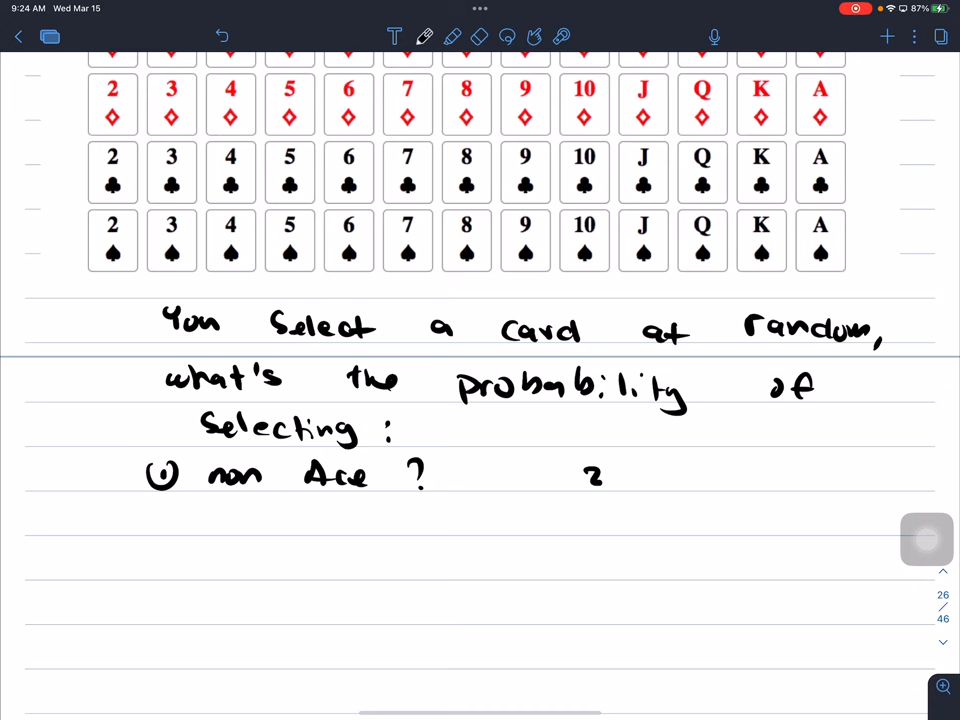 9:24 AM Wed Mar 15
87%
2 3 4 5 6 7 8 9 10 J Q K A
2 3 4 5 6 7 8 9 10 J Q K A
2 3 4 5 6 7 8 9 10 J Q K A
You select a card at random,
what's the probability of
selecting:
① non Ace ? 2
26
/
46